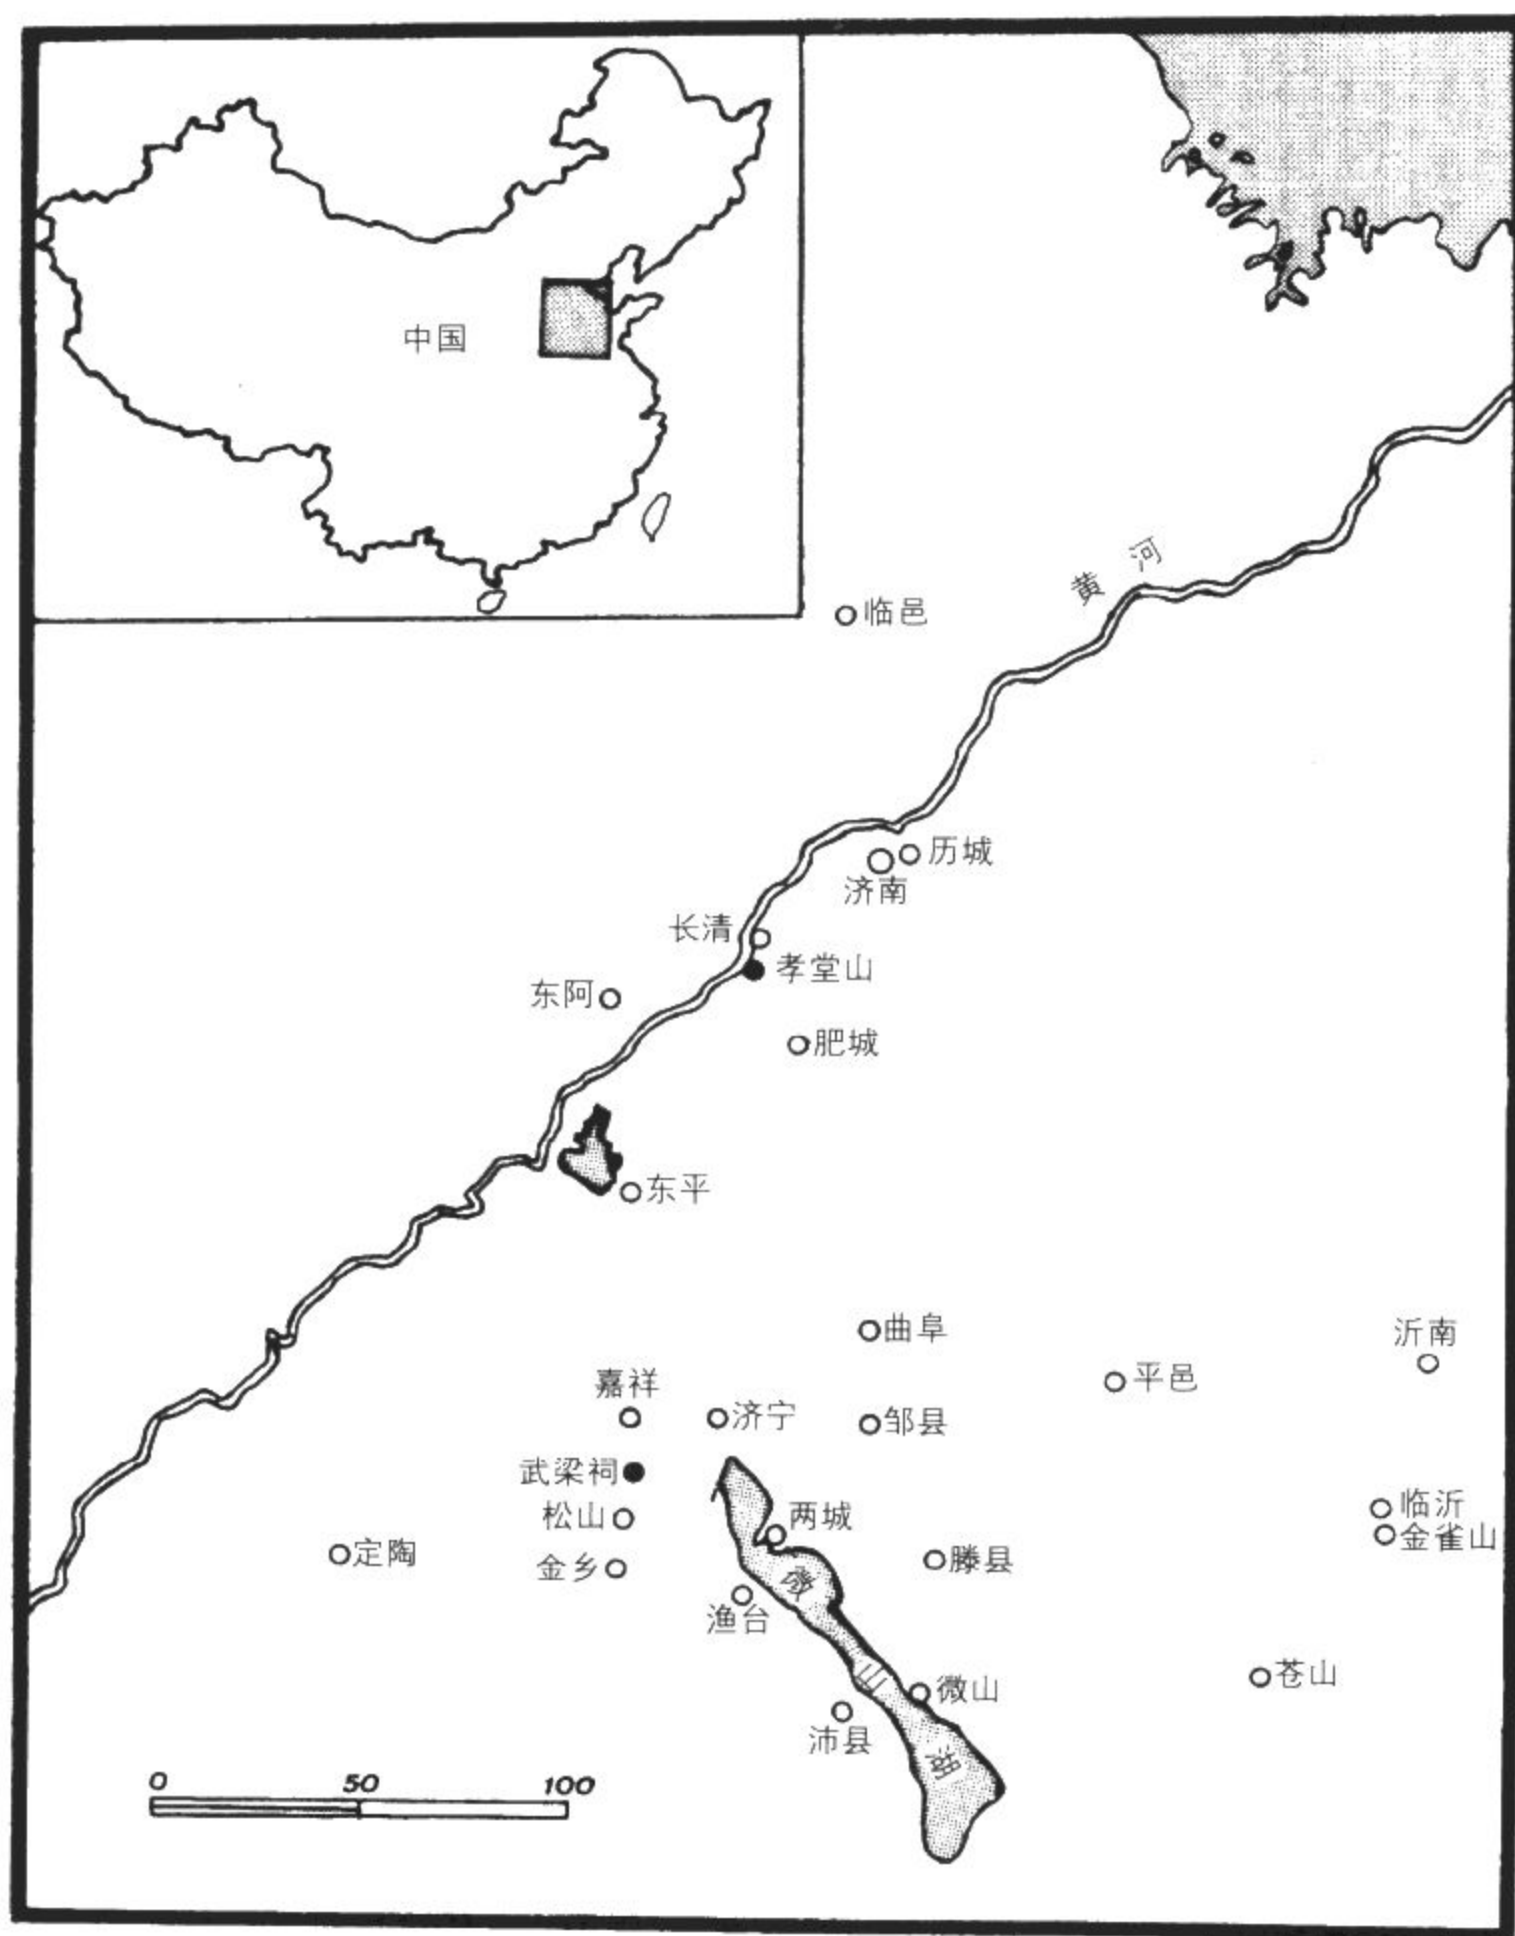 中国
黄河
临邑
历城
济南
长清
孝堂山
东阿
肥城
东平
曲阜
沂南
嘉祥
平邑
济宁
邹县
武梁祠
临沂
松山
两城
金雀山
定陶
金乡
滕县
渔台
微山湖
苍山
微山
沛县
0 50 100